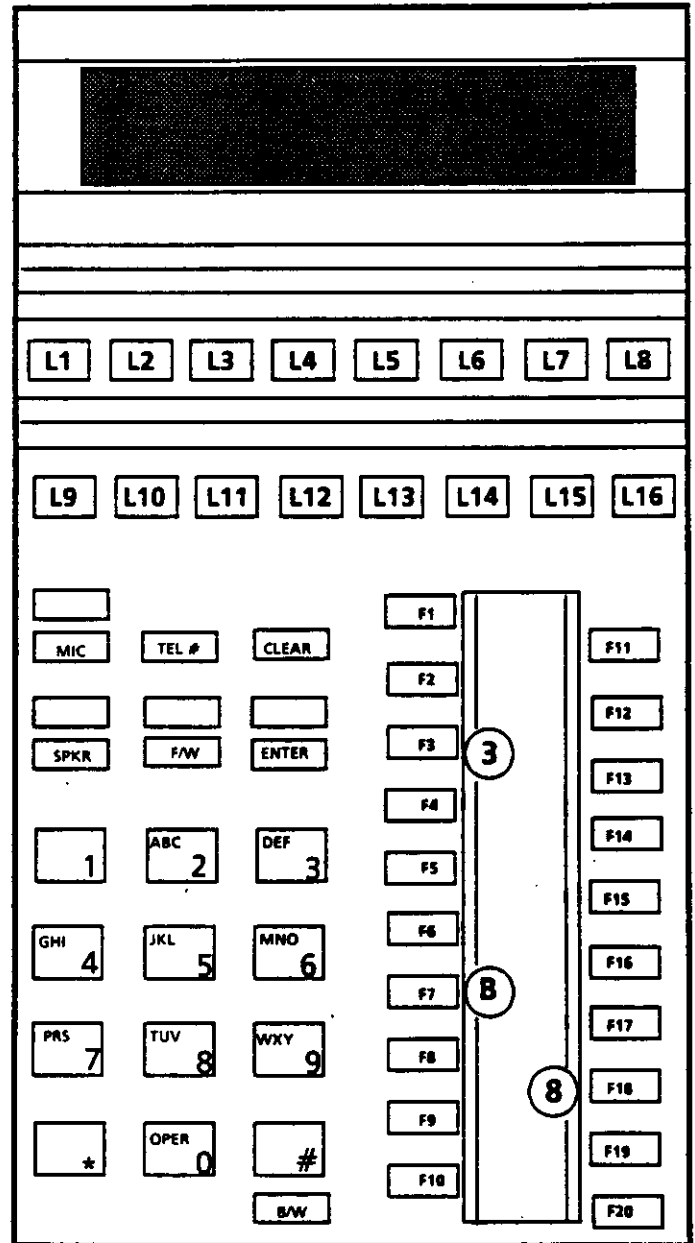 L1 L2 L3 L4 L5 L6 L7 L8
L9 L10 L11 L12 L13 L14 L15 L16
F1
MIC TEL # CLEAR F11
F2
F12
SPKR F/W ENTER F3 3
F13
F4
F14
ABC DEF
1 2 3 F5
F15
F6
GHI JKL MNO
4 5 6 F16
F7 B
F17
PRS TUV WXY
7 8 9 F8
8 F18
F9
OPER
* 0 # F19
F10
B/W F20